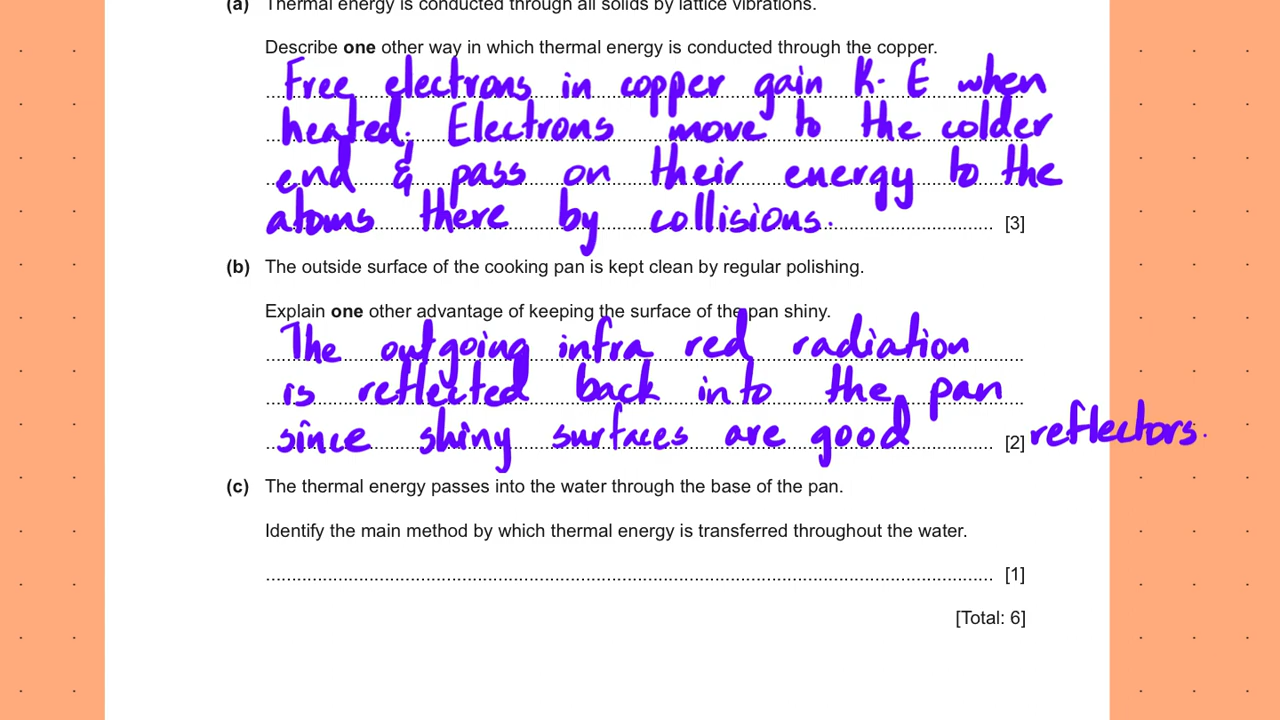 (a) Thermal energy is conducted through all solids by lattice vibrations.
Describe one other way in which thermal energy is conducted through the copper.
Free electrons in copper gain K. E when
heated. Electrons move to the colder
end & pass on their energy to the
atoms there by collisions. [3]
(b) The outside surface of the cooking pan is kept clean by regular polishing.
Explain one other advantage of keeping the surface of the pan shiny.
The outgoing infra red radiation
is reflected back into the pan
since shiny surfaces are good [2] reflectors.
(c) The thermal energy passes into the water through the base of the pan.
Identify the main method by which thermal energy is transferred throughout the water.
[1]
[Total: 6]